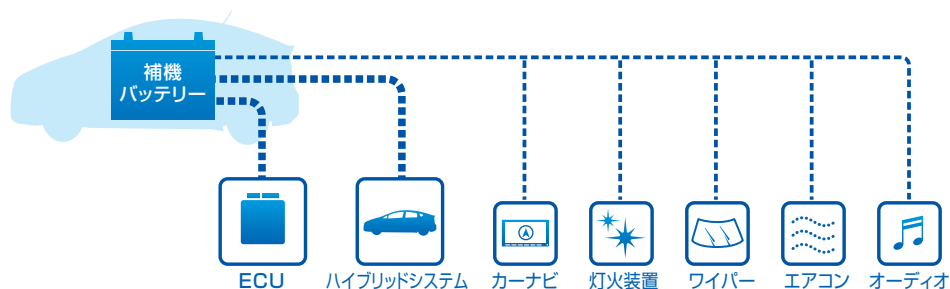 補機
バッテリー
ECU
ハイブリッドシステム
カーナビ
灯火装置
ワイパー
エアコン
オーディオ